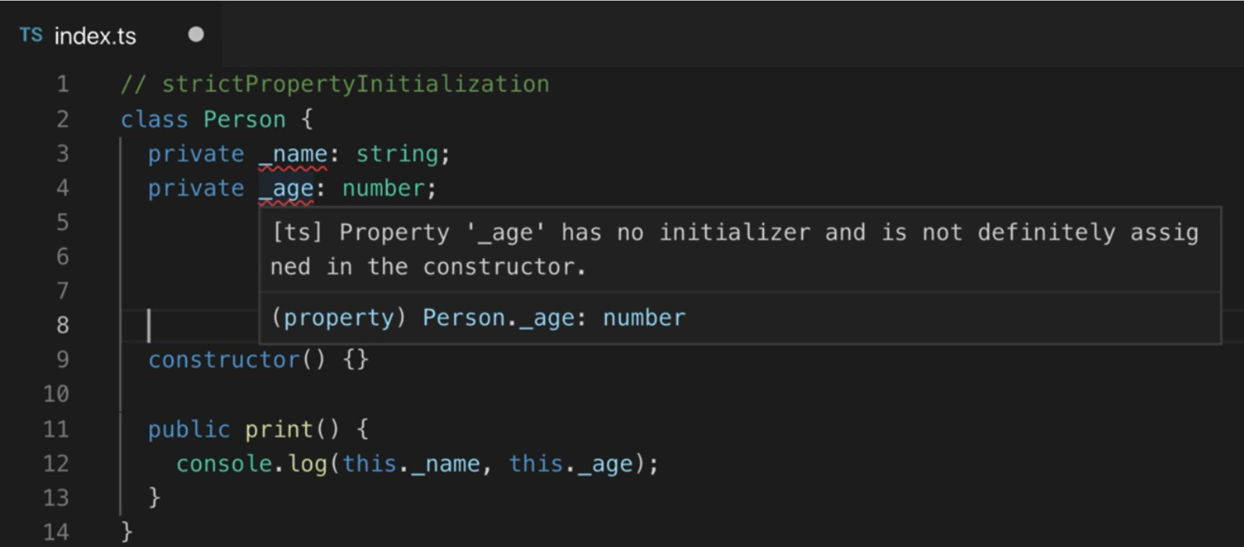 TS index.ts
1 // strictPropertyInitialization
2 class Person {
3 private _name: string;
4 private _age: number;
5
[ts] Property '_age' has no initializer and is not definitely assig
6
ned in the constructor.
7
(property) Person._age: number
8
9 constructor() {}
10
11 public print() {
12 console.log(this._name, this._age);
13 }
14 }